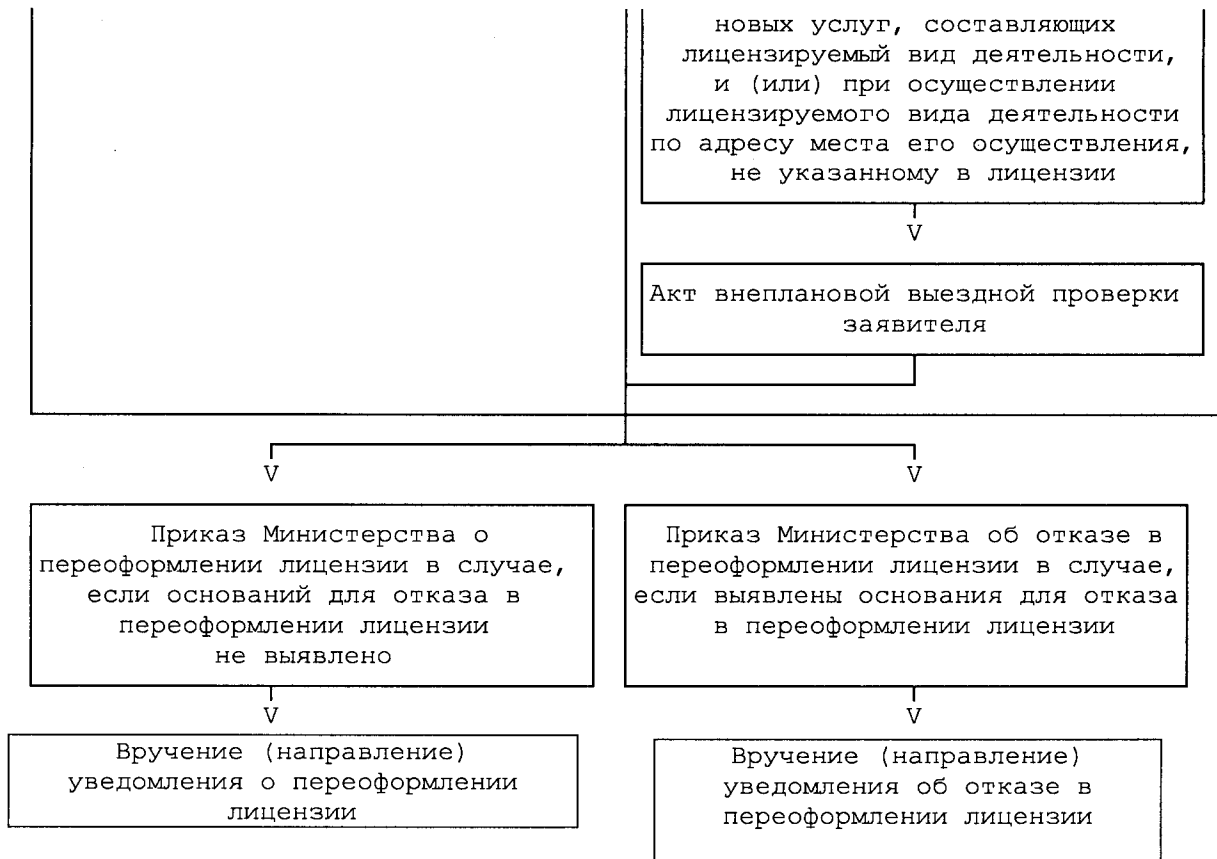 новых услуг, составляющих
лицензируемый вид деятельности,
и (или) при осуществлении
лицензируемого вида деятельности
по адресу места его осуществления,
не указанному в лицензии
V
Акт внеплановой выездной проверки
заявителя
V
V
Приказ Министерства о
переоформлении лицензии в случае,
если оснований для отказа в
переоформлении лицензии
не выявлено
Приказ Министерства об отказе в
переоформлении лицензии в случае,
если выявлены основания для отказа
в переоформлении лицензии
V
V
Вручение (направление)
уведомления о переоформлении
лицензии
Вручение (направление)
уведомления об отказе в
переоформлении лицензии